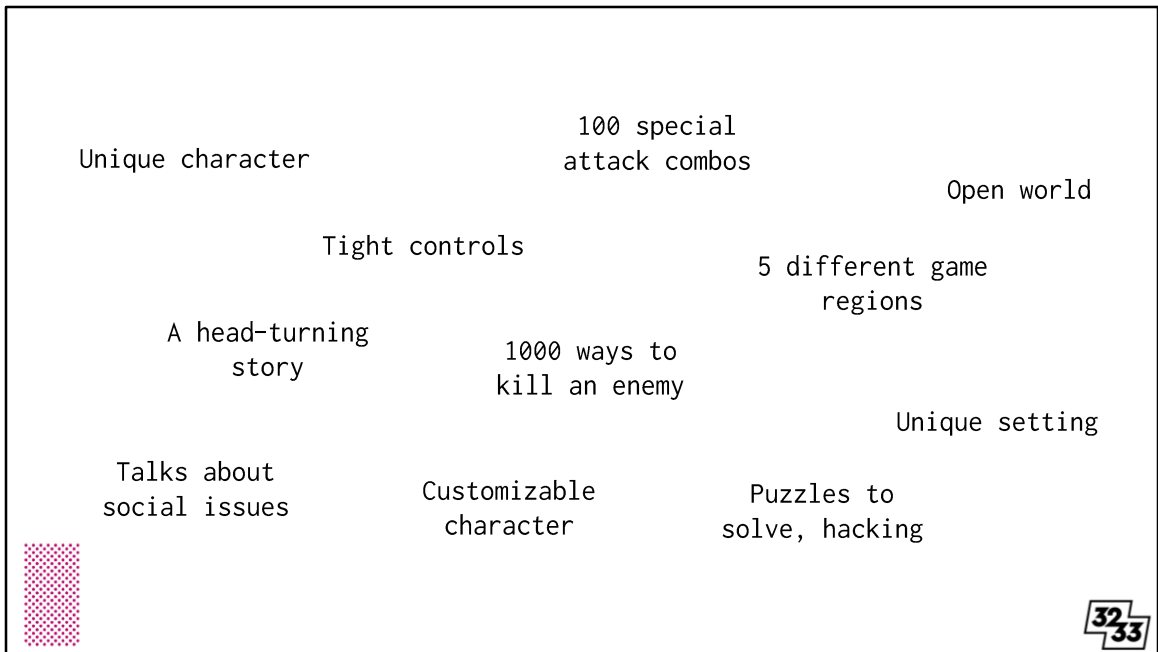 100 special
attack combos
Unique character
Open world
Tight controls
5 different game
regions
A head-turning
story
1000 ways to
kill an enemy
Unique setting
Talks about
social issues
Customizable
character
Puzzles to
solve, hacking
32
33